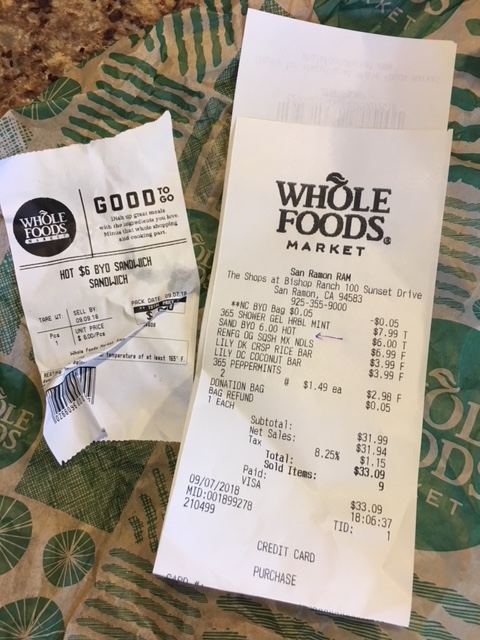 WHOLE
FOODS
MARKET
GOOD TO GO
Dish up great meals
with the ingredients you love.
Minus that whole shopping
and cooking part.
HOT $6 BYO SANDWICH
SANDWICH
TARE WT.
SELL BY
09.09.18
PACK DATE 09.07.18
Pcs
1
UNIT PRICE
$ 6.00/Pcs
Whole Foods Market
temperature of at least 165° F.
WHOLE
FOODS®
MARKET
San Ramon RAM
The Shops at Bishop Ranch 100 Sunset Drive
San Ramon, CA 94583
925-355-9000
**NC BYO Bag $0.05 -$0.05
365 SHOWER GEL HRBL MINT $7.99 T
SAND BYO 6.00 HOT $6.00 T
RENFG OG SQSH MX NDLS $6.99 F
LILY DK CRSP RICE BAR $3.99 F
LILY DC COCONUT BAR $3.99 F
365 PEPPERMINTS
2 # $1.49 ea $2.98 F
DONATION BAG $0.05
BAG REFUND
1 EACH
Subtotal: $31.99
Net Sales: $31.94
Tax 8.25% $1.15
Total: $33.09
Sold Items: 9
Paid:
VISA $33.09
09/07/2018 18:06:37
MID:001899278 TID: 1
210499
CREDIT CARD
PURCHASE
CARD #: